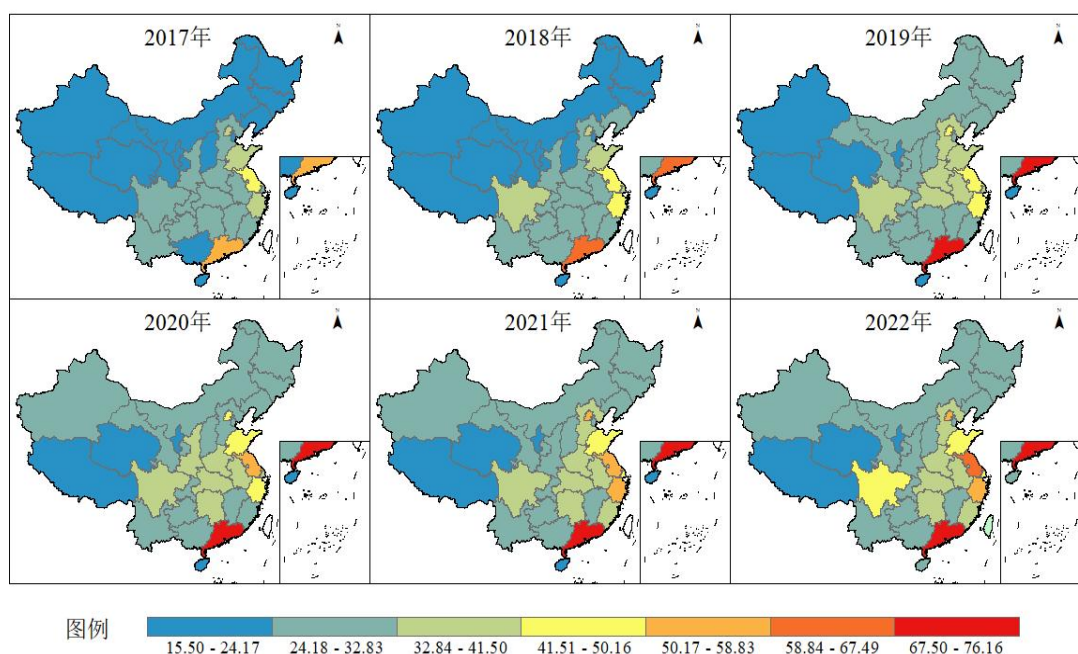 2017年
N
2018年
N
2019年
N
2020年
N
2021年
N
2022年
N
图例
15.50 - 24.17
24.18 - 32.83
32.84 - 41.50
41.51 - 50.16
50.17 - 58.83
58.84 - 67.49
67.50 - 76.16